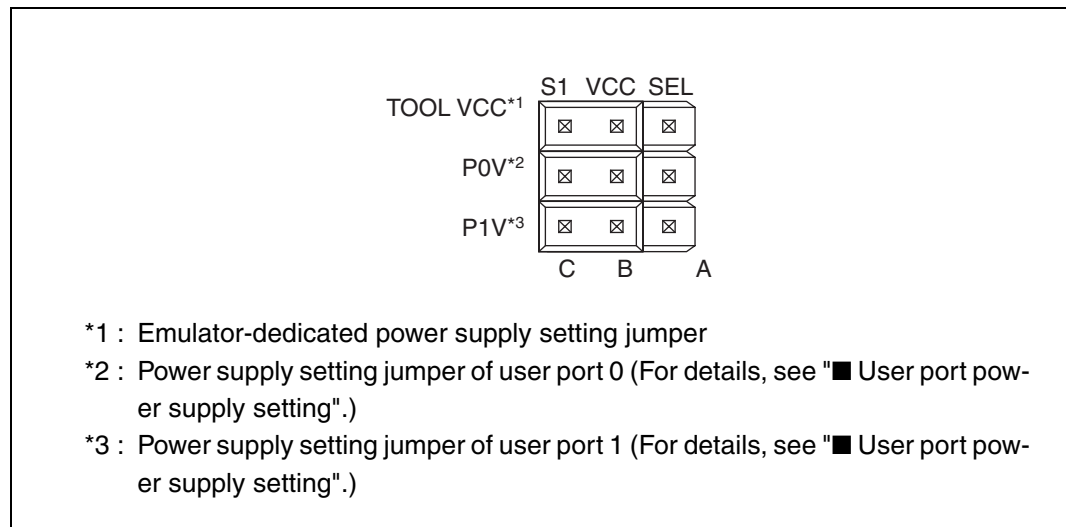 S1 VCC SEL
TOOL VCC*1
P0V*2
P1V*3
C B A
*1 : Emulator-dedicated power supply setting jumper
*2 : Power supply setting jumper of user port 0 (For details, see "■ User port pow-
er supply setting".)
*3 : Power supply setting jumper of user port 1 (For details, see "■ User port pow-
er supply setting".)